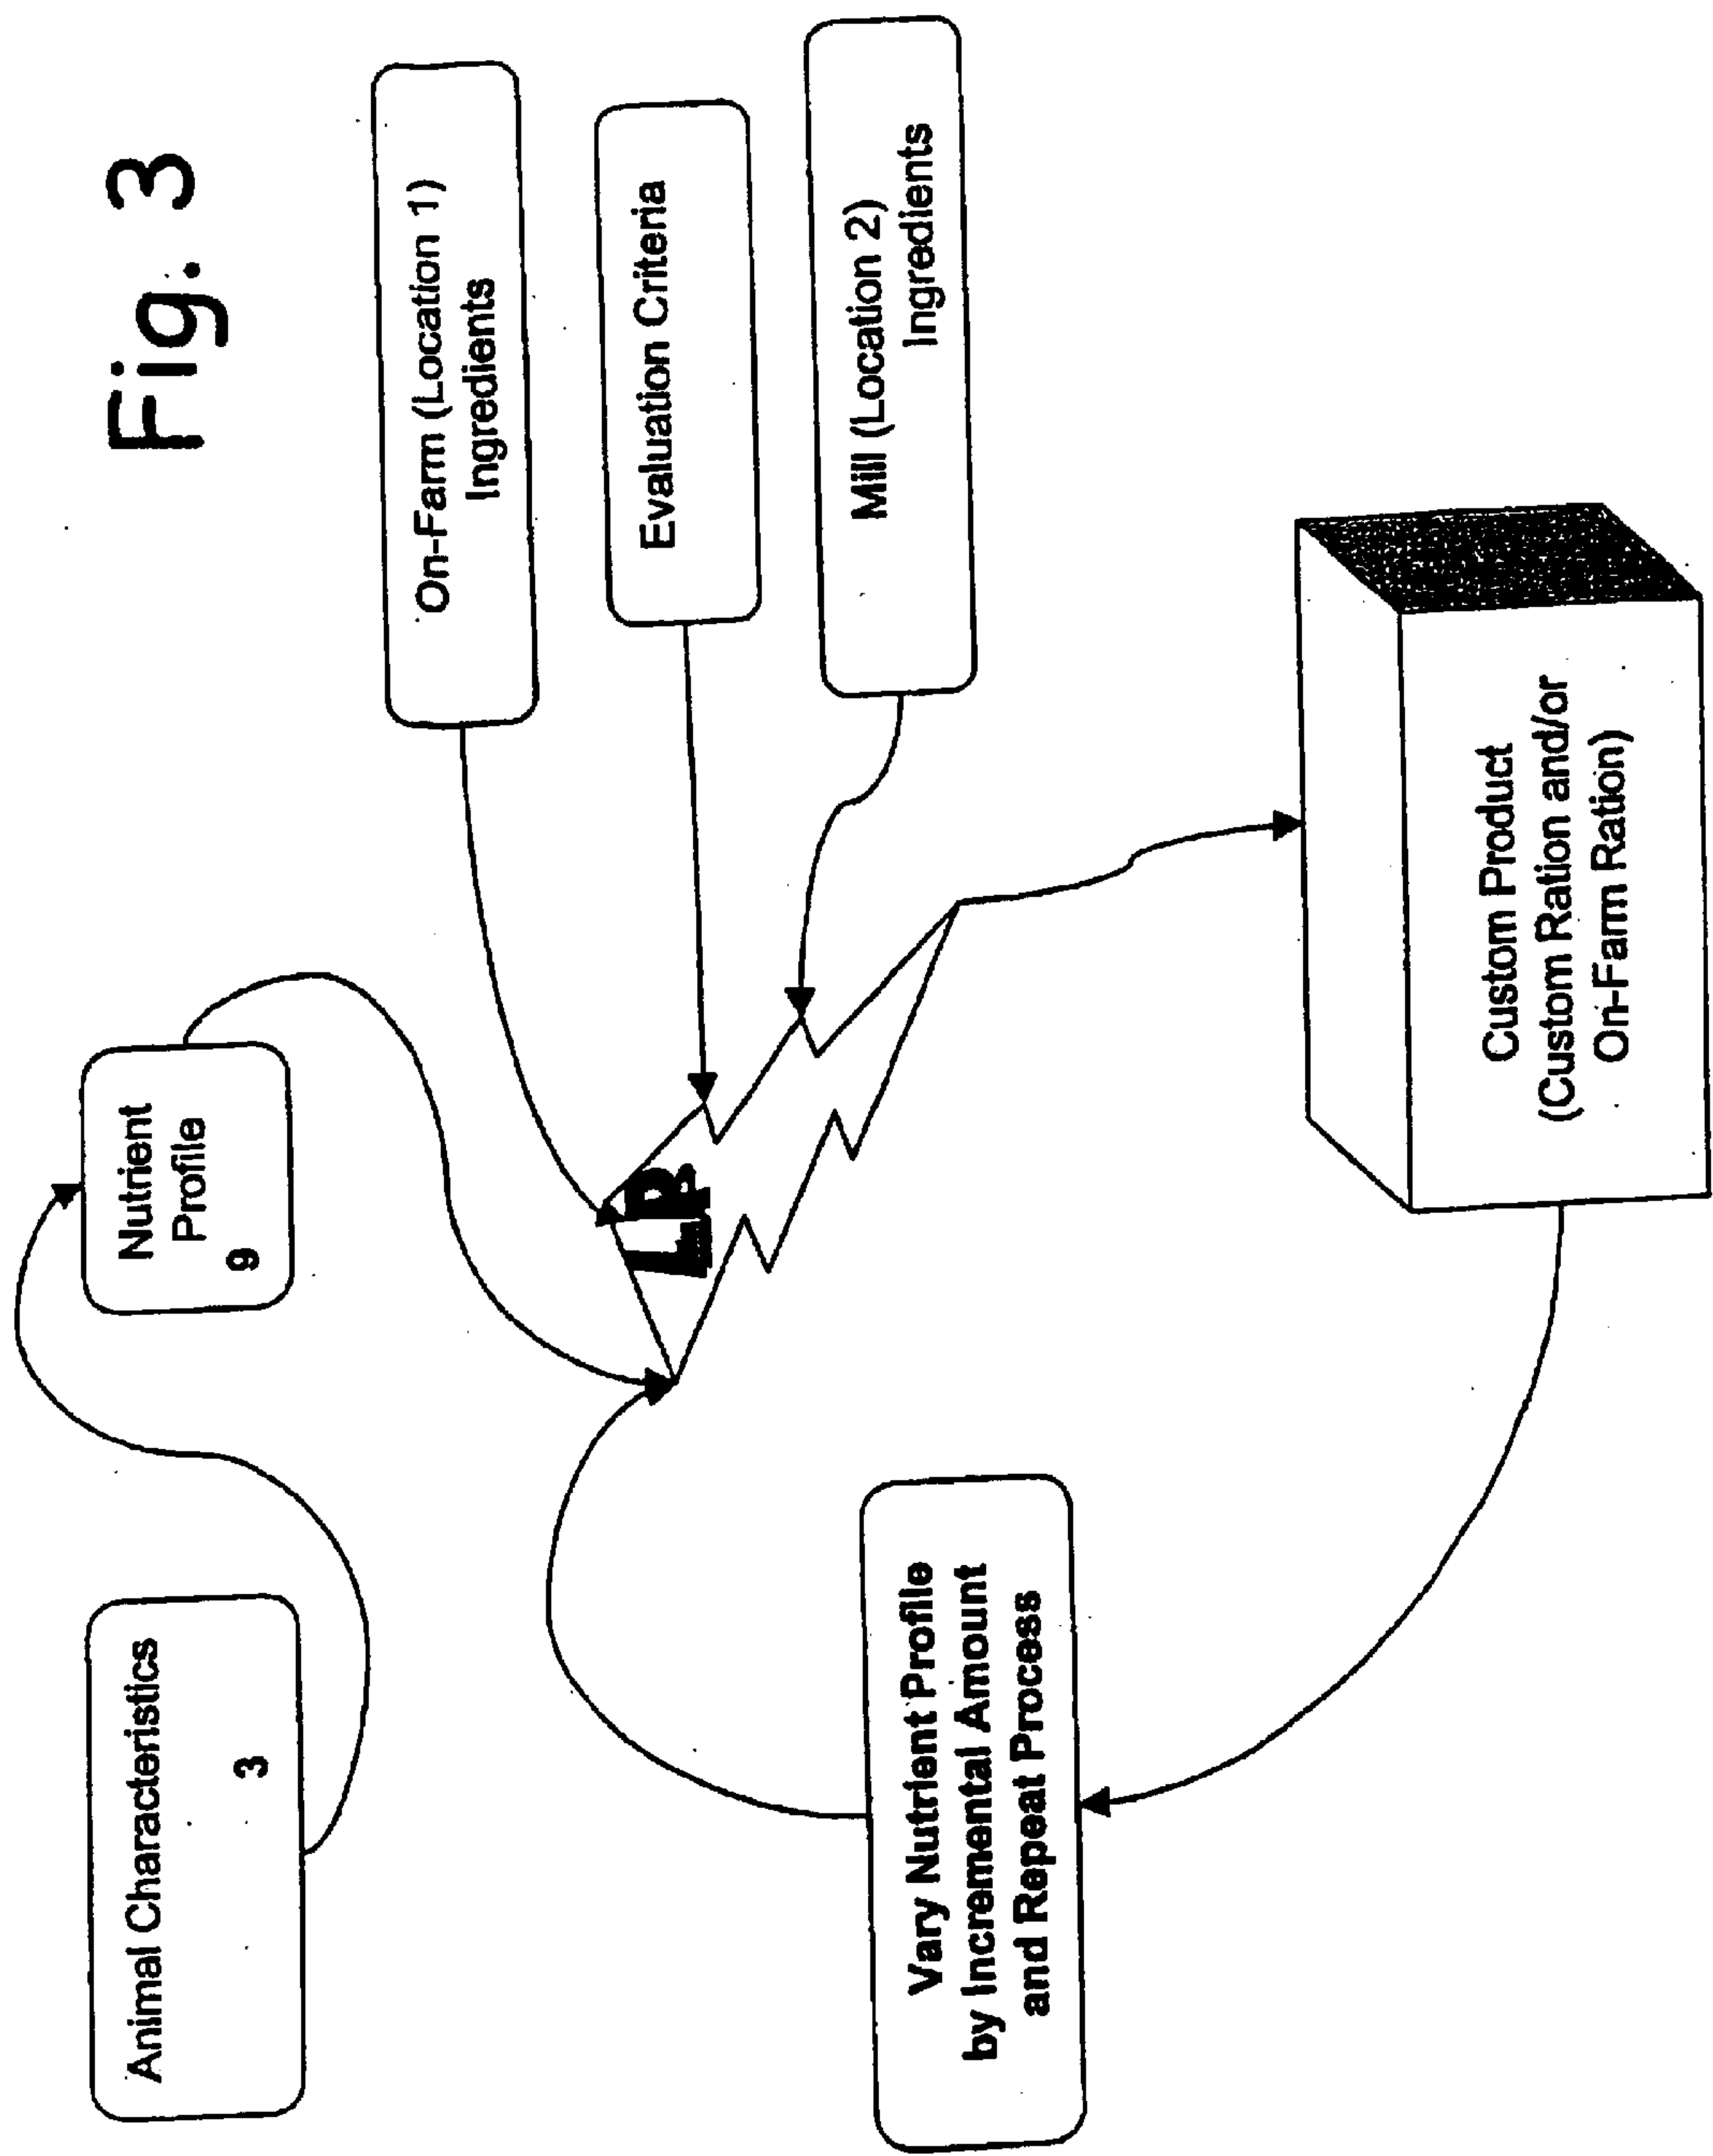 Fig. 3
Animal Characteristics
3
Nutrient
Profile
9
On-Farm (Location 1)
Ingredients
Evaluation Criteria
Mill (Location 2)
Ingredients
LP
Vary Nutrient Profile
by Incremental Amount
and Repeat Process
Custom Product
(Custom Ration and/or
On-Farm Ration)